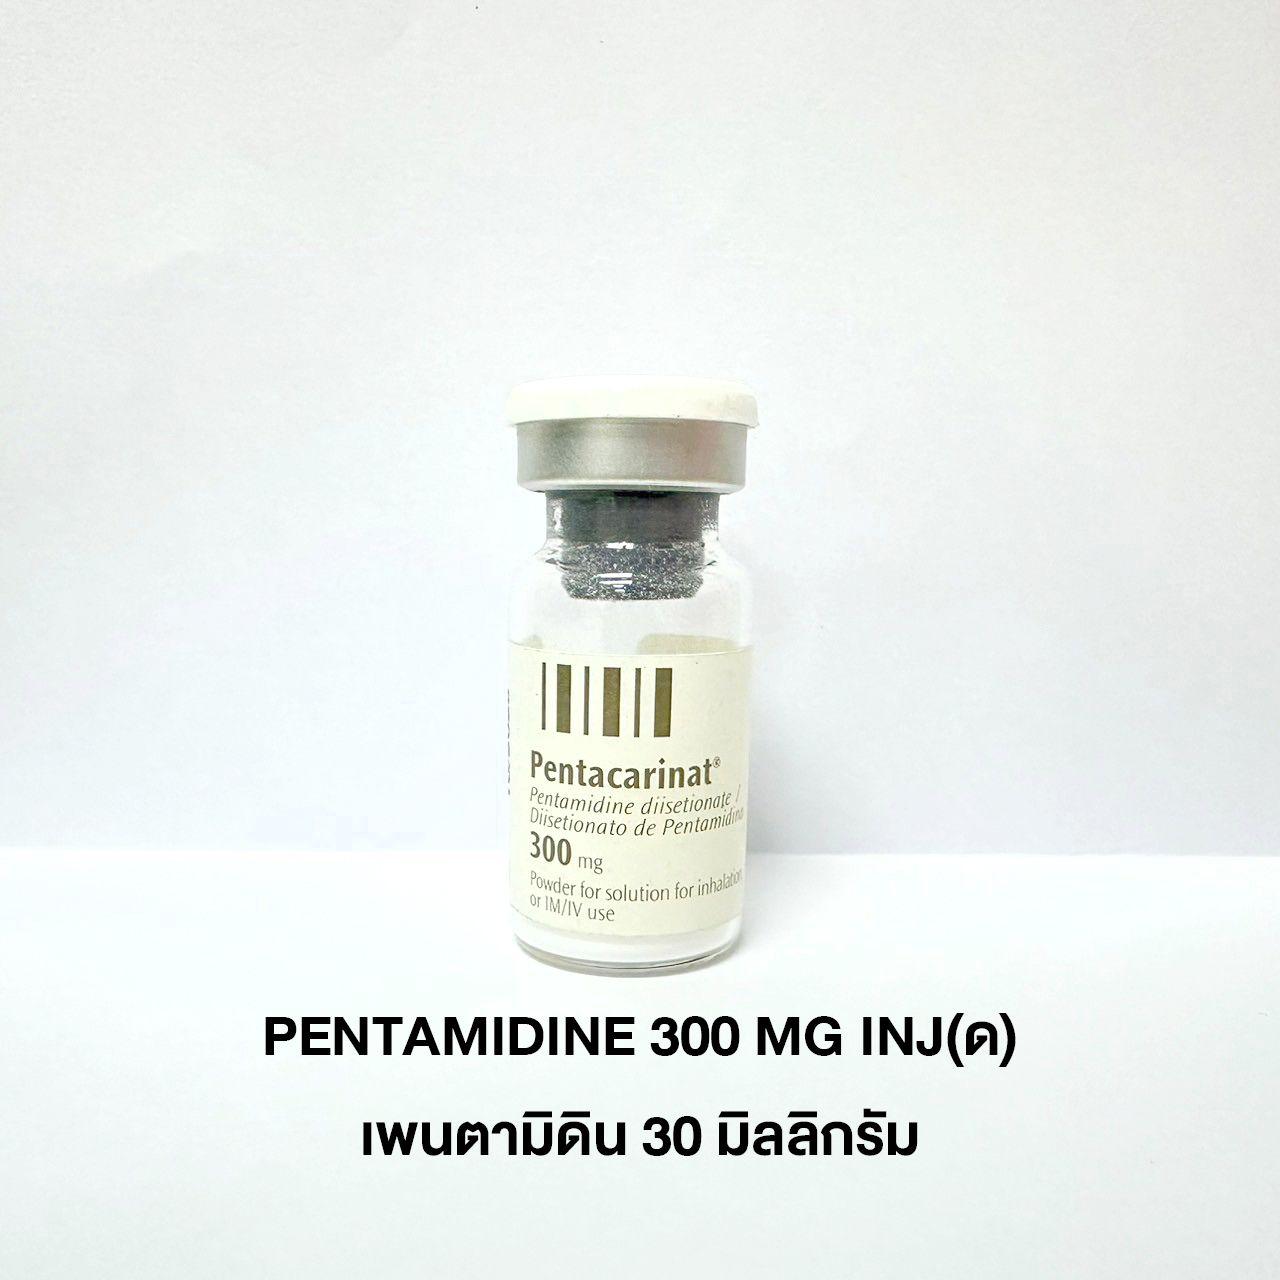 Pentacarinat®
Pentamidine diisetionate /
Diisetionato de Pentamidina
300 mg
Powder for solution for inhalation,
or IM/IV use
PENTAMIDINE 300 MG INJ(ด)
เพนตามิดิน 30 มิลลิกรัม